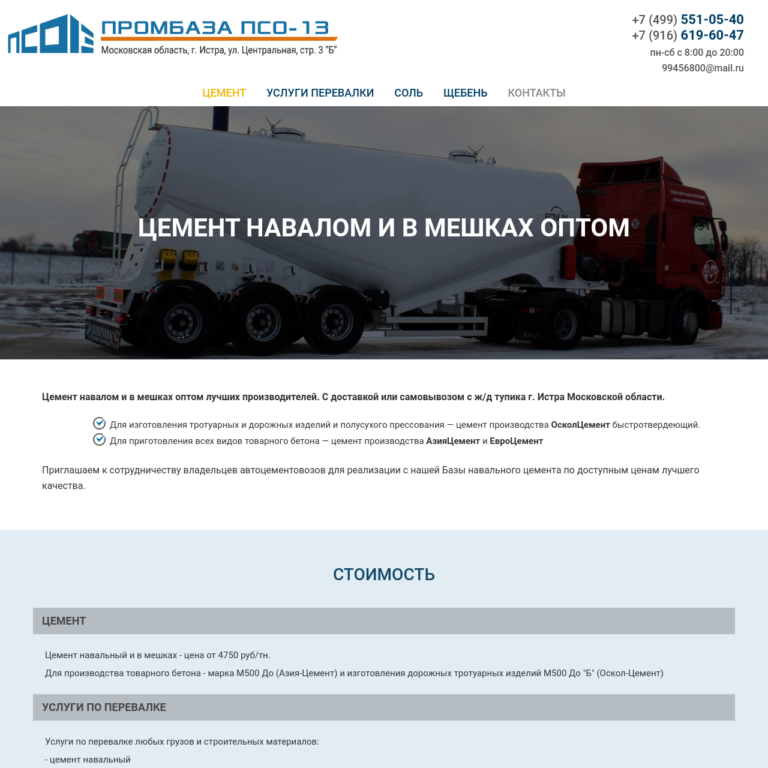 ПСО
ПРОМБАЗА ПСО-13
Московская область, г. Истра, ул. Центральная, стр. 3 "Б"
+7 (499) 551-05-40
+7 (916) 619-60-47
пн-сб с 8:00 до 20:00
99456800@mail.ru
ЦЕМЕНТ УСЛУГИ ПЕРЕВАЛКИ СОЛЬ ЩЕБЕНЬ КОНТАКТЫ
ЦЕМЕНТ НАВАЛОМ И В МЕШКАХ ОПТОМ
Цемент навалом и в мешках оптом лучших производителей. С доставкой или самовывозом с ж/д тупика г. Истра Московской области.
Для изготовления тротуарных и дорожных изделий и полусухого прессования — цемент производства ОсколЦемент быстротвердеющий.
Для приготовления всех видов товарного бетона — цемент производства АзияЦемент и ЕвроЦемент
Приглашаем к сотрудничеству владельцев автоцементовозов для реализации с нашей Базы навального цемента по доступным ценам лучшего
качества.
СТОИМОСТЬ
ЦЕМЕНТ
Цемент навальный и в мешках - цена от 4750 руб/тн.
Для производства товарного бетона - марка М500 До (Азия-Цемент) и изготовления дорожных тротуарных изделий М500 До "Б" (Оскол-Цемент)
УСЛУГИ ПО ПЕРЕВАЛКЕ
Услуги по перевалке любых грузов и строительных материалов:
- цемент навальный